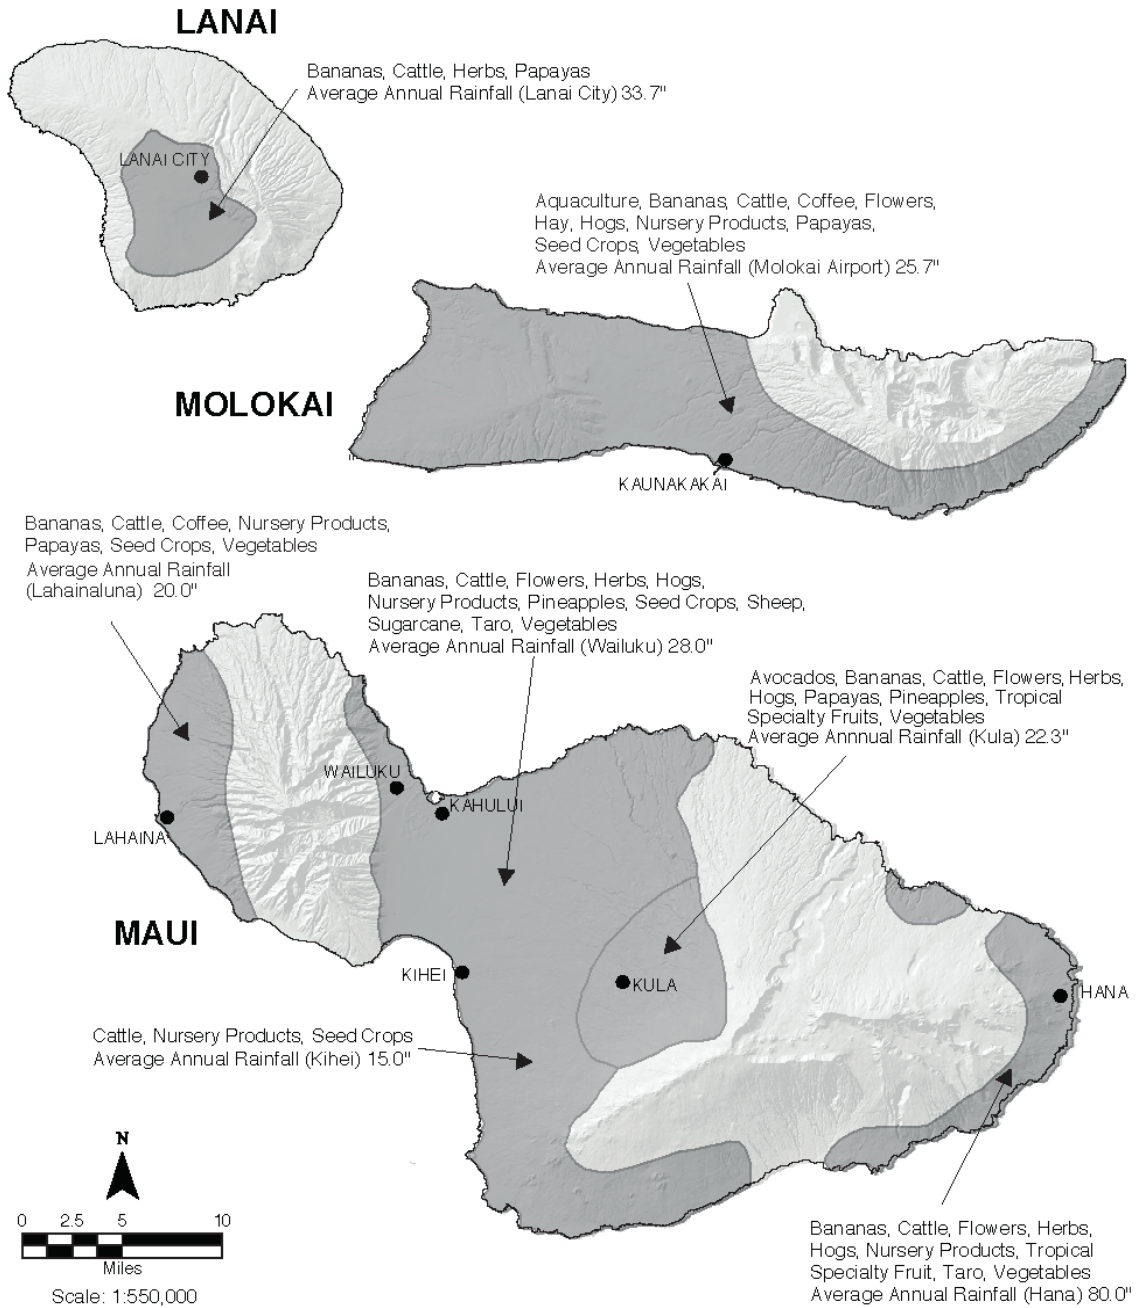 LANAI
Bananas, Cattle, Herbs, Papayas
Average Annual Rainfall (Lanai City) 33.7"
LANAI CITY
Aquaculture, Bananas, Cattle, Coffee, Flowers,
Hay, Hogs, Nursery Products, Papayas,
Seed Crops, Vegetables
Average Annual Rainfall (Molokai Airport) 25.7"
MOLOKAI
KAUNAKAKAI
Bananas, Cattle, Coffee, Nursery Products,
Papayas, Seed Crops, Vegetables
Average Annual Rainfall
(Lahainaluna) 20.0"
Bananas, Cattle, Flowers, Herbs, Hogs,
Nursery Products, Pineapples, Seed Crops, Sheep,
Sugarcane, Taro, Vegetables
Average Annual Rainfall (Wailuku) 28.0"
Avocados, Bananas, Cattle, Flowers, Herbs,
Hogs, Papayas, Pineapples, Tropical
Specialty Fruits, Vegetables
Average Annnual Rainfall (Kula) 22.3"
WAILUKU
KAHULUI
LAHAINA
MAUI
KIHEI
KULA
HANA
Cattle, Nursery Products, Seed Crops
Average Annual Rainfall (Kihei) 15.0"
N
0 2.5 5 10
Miles
Scale: 1:550,000
Bananas, Cattle, Flowers, Herbs,
Hogs, Nursery Products, Tropical
Specialty Fruit, Taro, Vegetables
Average Annual Rainfall (Hana) 80.0"